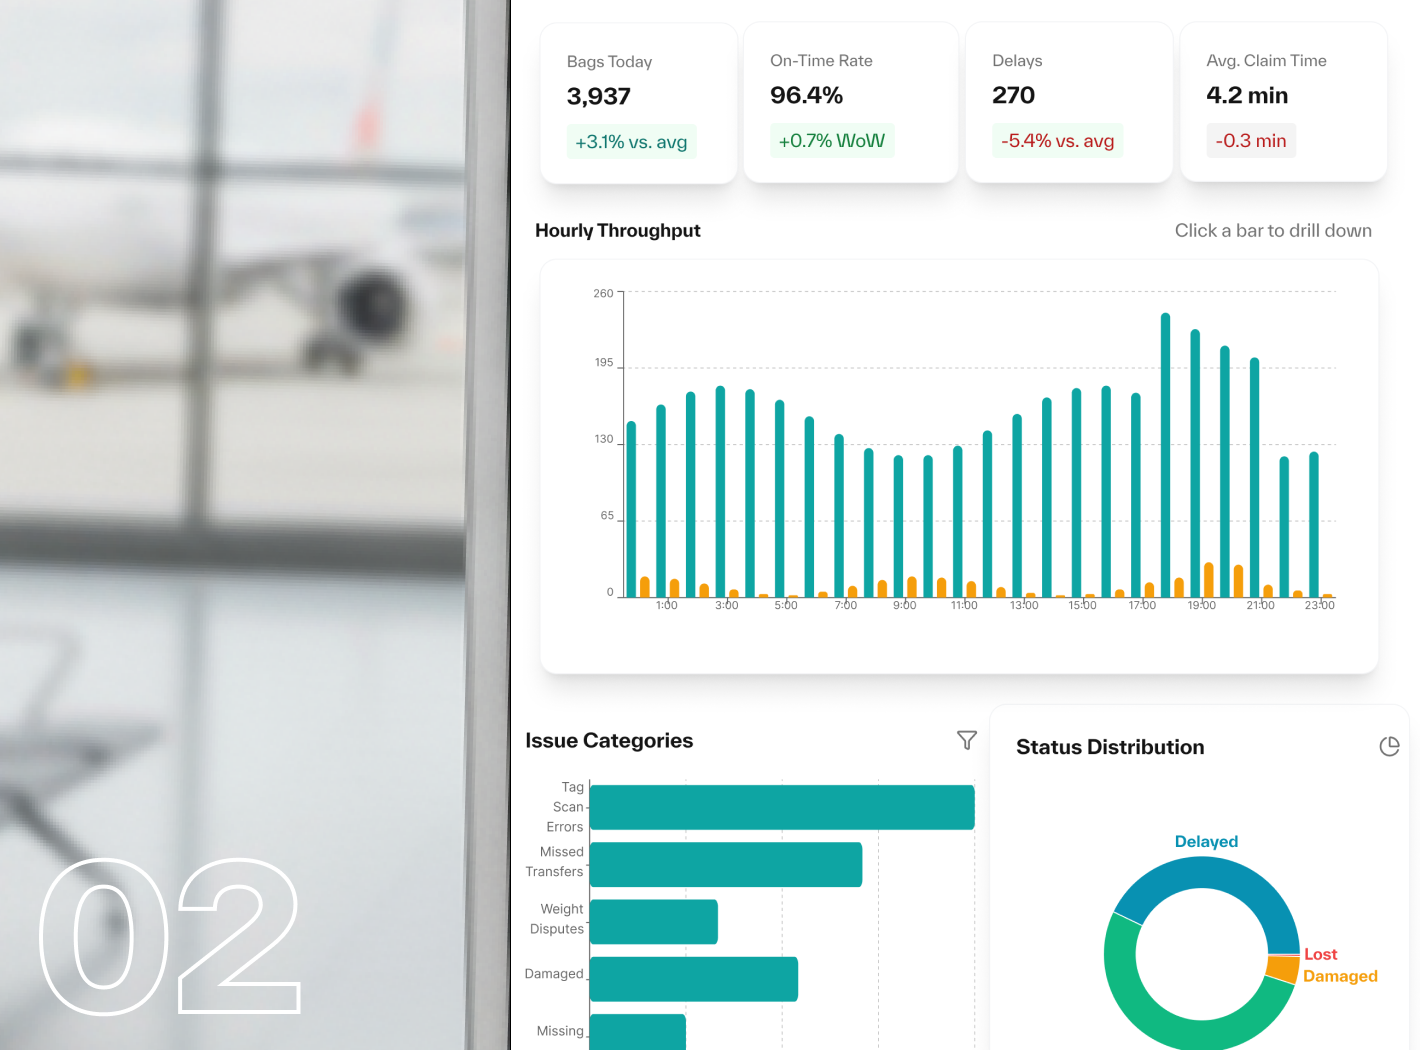 Bags Today
3,937
+3.1% vs. avg
On-Time Rate
96.4%
+0.7% WoW
Delays
270
-5.4% vs. avg
Avg. Claim Time
4.2 min
-0.3 min
Hourly Throughput
Click a bar to drill down
260
195
130
65
0
1:00 3:00 5:00 7:00 9:00 11:00 13:00 15:00 17:00 19:00 21:00 23:00
Issue Categories
Tag
Scan
Errors
Missed
Transfers
Weight
Disputes
Damaged
Missing
Status Distribution
Delayed
Lost
Damaged
02